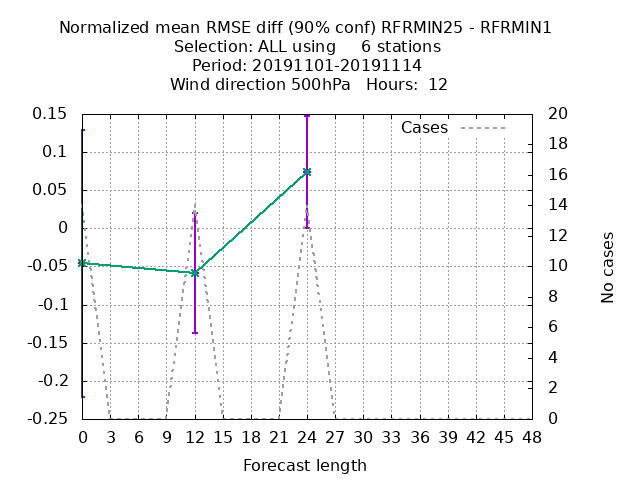 Normalized mean RMSE diff (90% conf) RFRMIN25 - RFRMIN1
Selection: ALL using     6 stations
Period: 20191101-20191114
Wind direction 500hPa   Hours:  12
0.15
0.1
0.05
0
-0.05
-0.1
-0.15
-0.2
-0.25
Cases
20
18
16
14
12
10
8
6
4
2
0
No cases
0 3 6 9 12 15 18 21 24 27 30 33 36 39 42 45 48
Forecast length